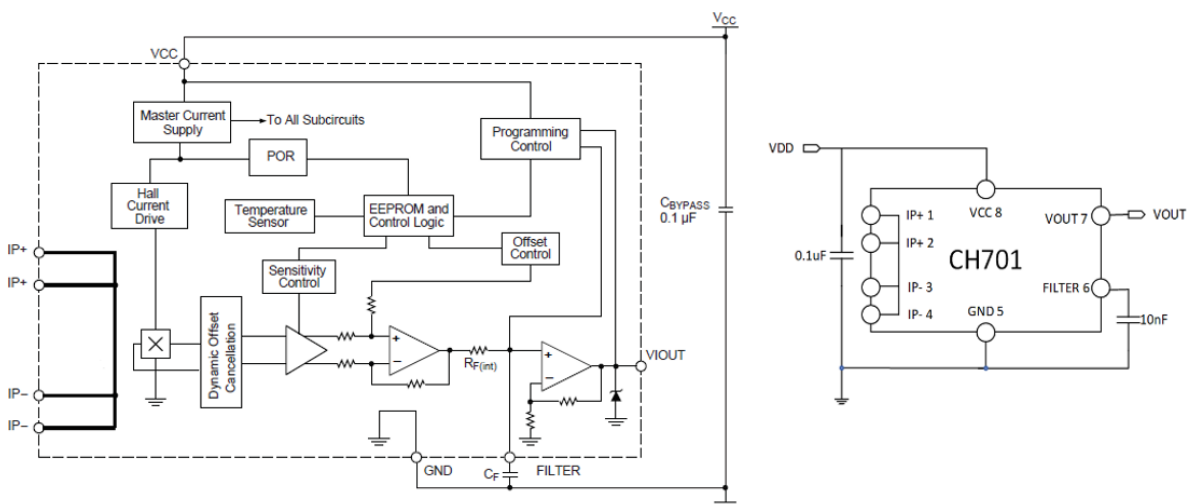 VCC
VCC
Master Current
Supply
To All Subcircuits
POR
Programming
Control
Hall
Current
Drive
Temperature
Sensor
EEPROM and
Control Logic
CBYPASS
0.1 µF
Offset
Control
Sensitivity
Control
IP+
IP+
IP−
IP−
Dynamic Offset
Cancellation
+
−
RF(int)
+
−
VIOUT
GND
CF
FILTER
VDD
VCC 8
IP+ 1
IP+ 2
IP- 3
IP- 4
VOUT 7
VOUT
0.1uF
CH701
FILTER 6
GND 5
10nF